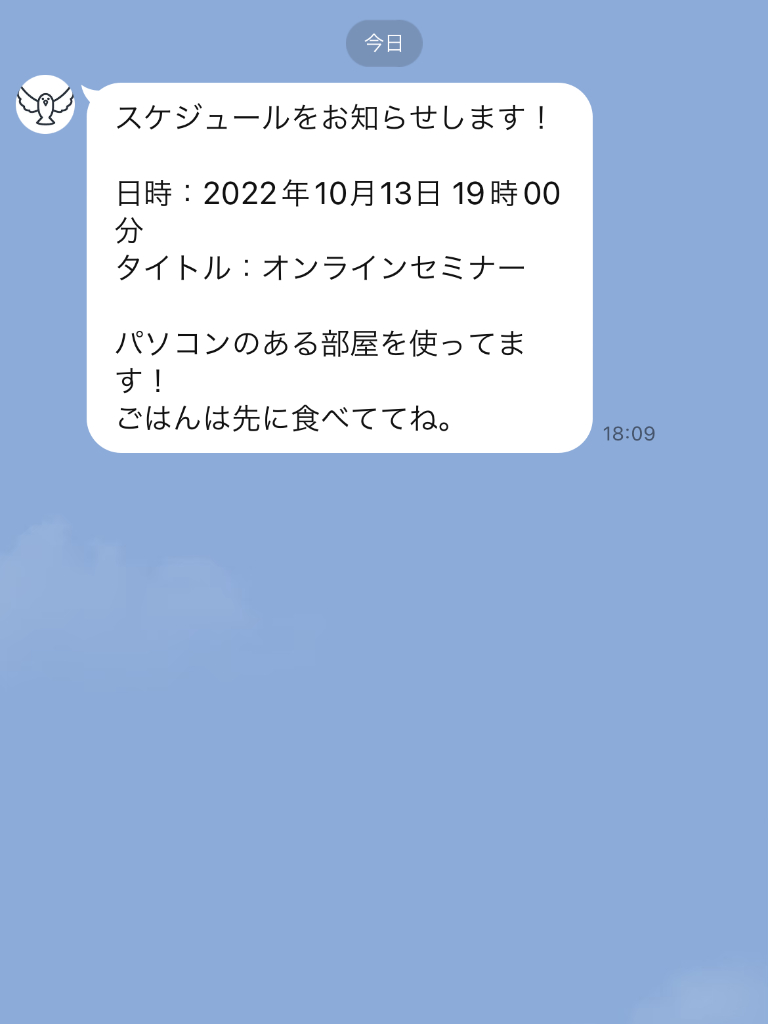 今日
スケジュールをお知らせします！
日時：2022年10月13日 19時00
分
タイトル：オンラインセミナー
パソコンのある部屋を使ってま
す！
ごはんは先に食べててね。
18:09